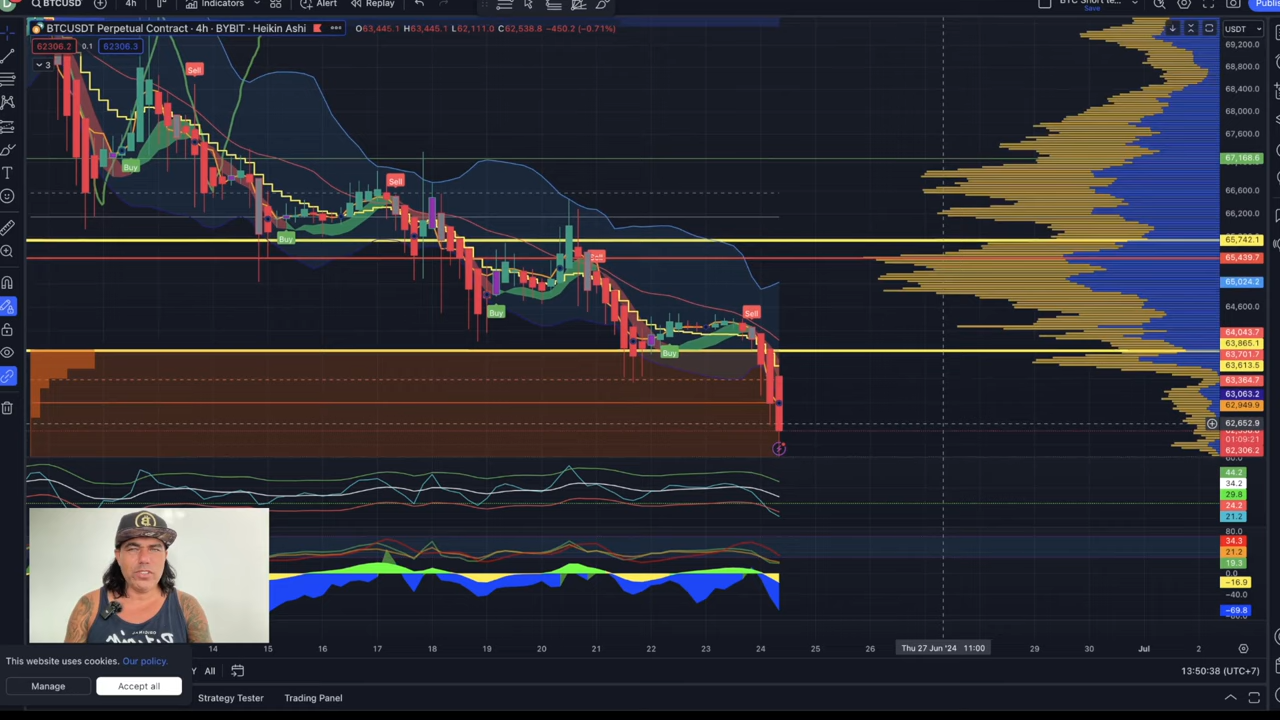 BTCUSD 4h Indicators Alert Replay BTC Short te... Save Publi
BTCUSDT Perpetual Contract · 4h · BYBIT · Heikin Ashi O63,445.1 H63,445.1 L62,111.0 C62,538.8 −450.2 (−0.71%) USDT
62306.2 0.1 62306.3
3
Sell
Buy
Sell
Buy
Sell
Buy
Sell
Buy
69,200.0
68,800.0
68,400.0
68,000.0
67,600.0
67,168.6
66,600.0
66,200.0
65,742.1
65,439.7
65,024.2
64,600.0
64,043.7
63,865.1
63,701.7
63,613.5
63,364.7
63,063.2
62,949.9
62,652.9
01:09:21
62,306.2
44.2
34.2
29.8
24.2
21.2
80.0
34.3
21.2
19.3
0.0
−16.9
−40.0
−69.8
14 15 16 17 18 19 20 21 22 23 24 25 26 Thu 27 Jun '24 11:00 29 30 Jul 2
This website uses cookies. Our policy.
Manage Accept all
Y All 13:50:38 (UTC+7)
Strategy Tester Trading Panel